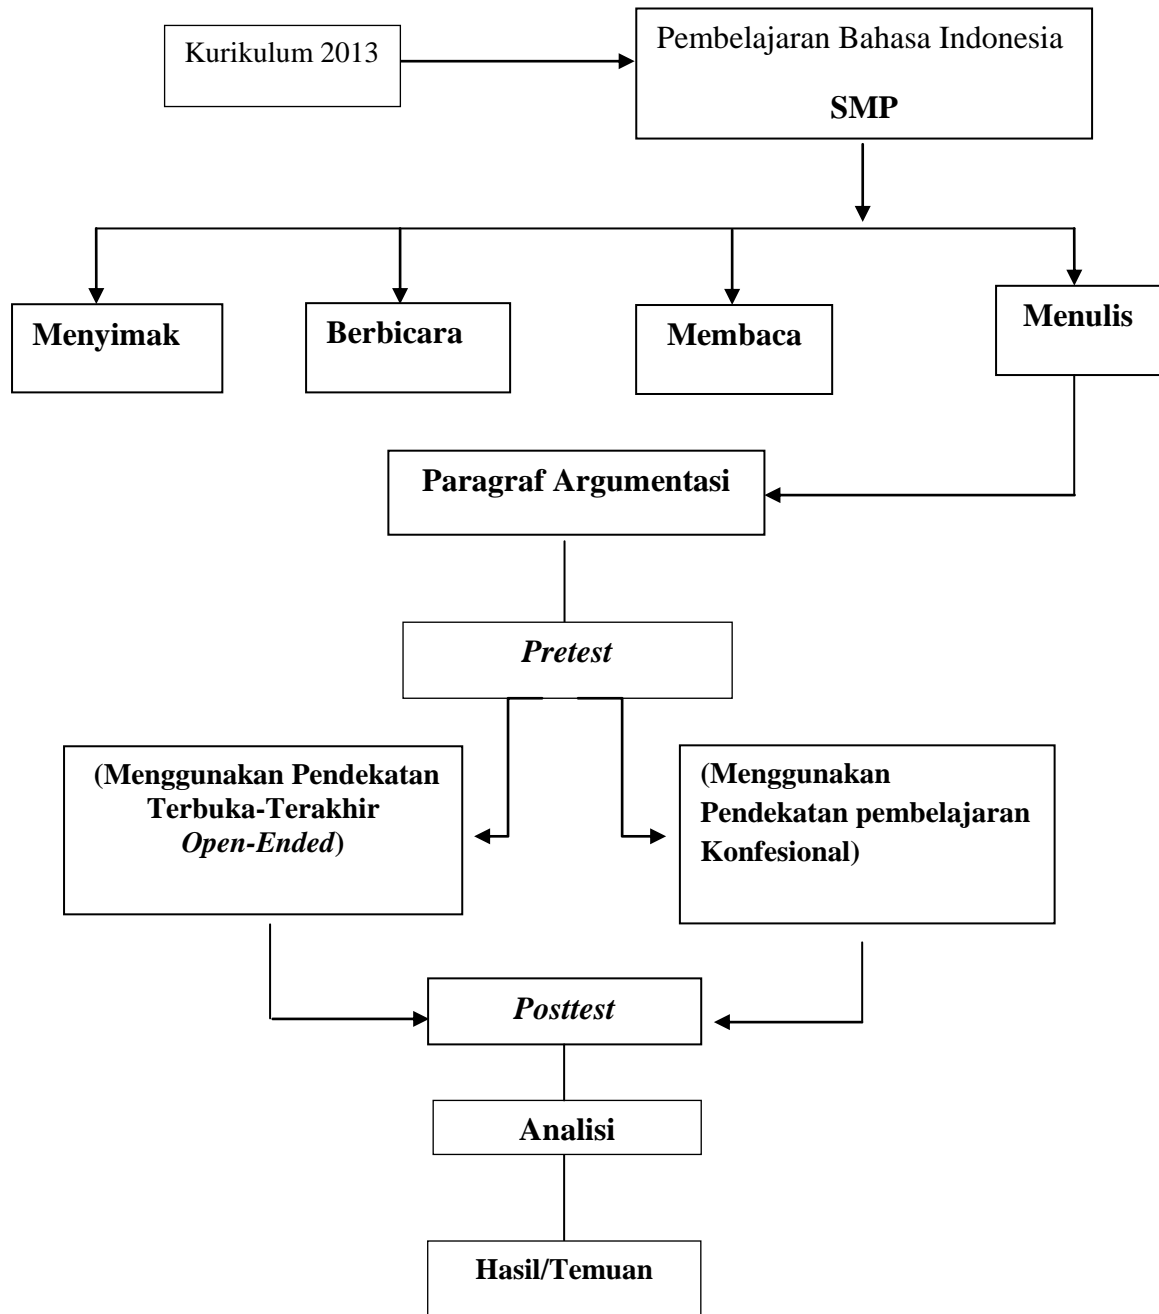 Kurikulum 2013
Pembelajaran Bahasa Indonesia
SMP
Menyimak
Berbicara
Membaca
Menulis
Paragraf Argumentasi
Pretest
(Menggunakan Pendekatan
Terbuka-Terakhir
Open-Ended)
(Menggunakan
Pendekatan pembelajaran
Konfesional)
Posttest
Analisi
Hasil/Temuan